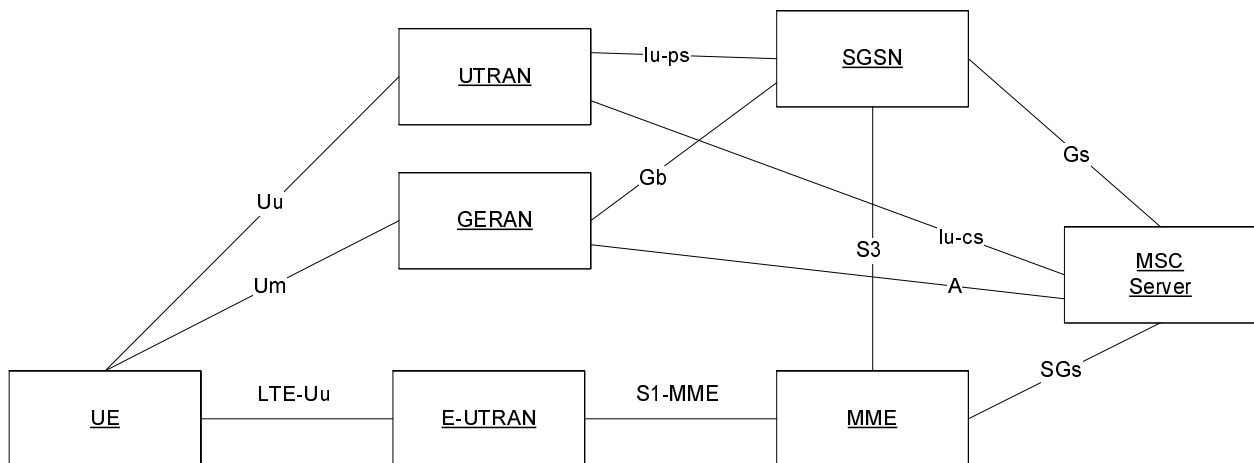 SGSN
Iu-ps
UTRAN
Gs
Gb
Uu
GERAN
Iu-cs
S3
MSC
Server
Um
A
SGs
LTE-Uu
S1-MME
UE
E-UTRAN
MME